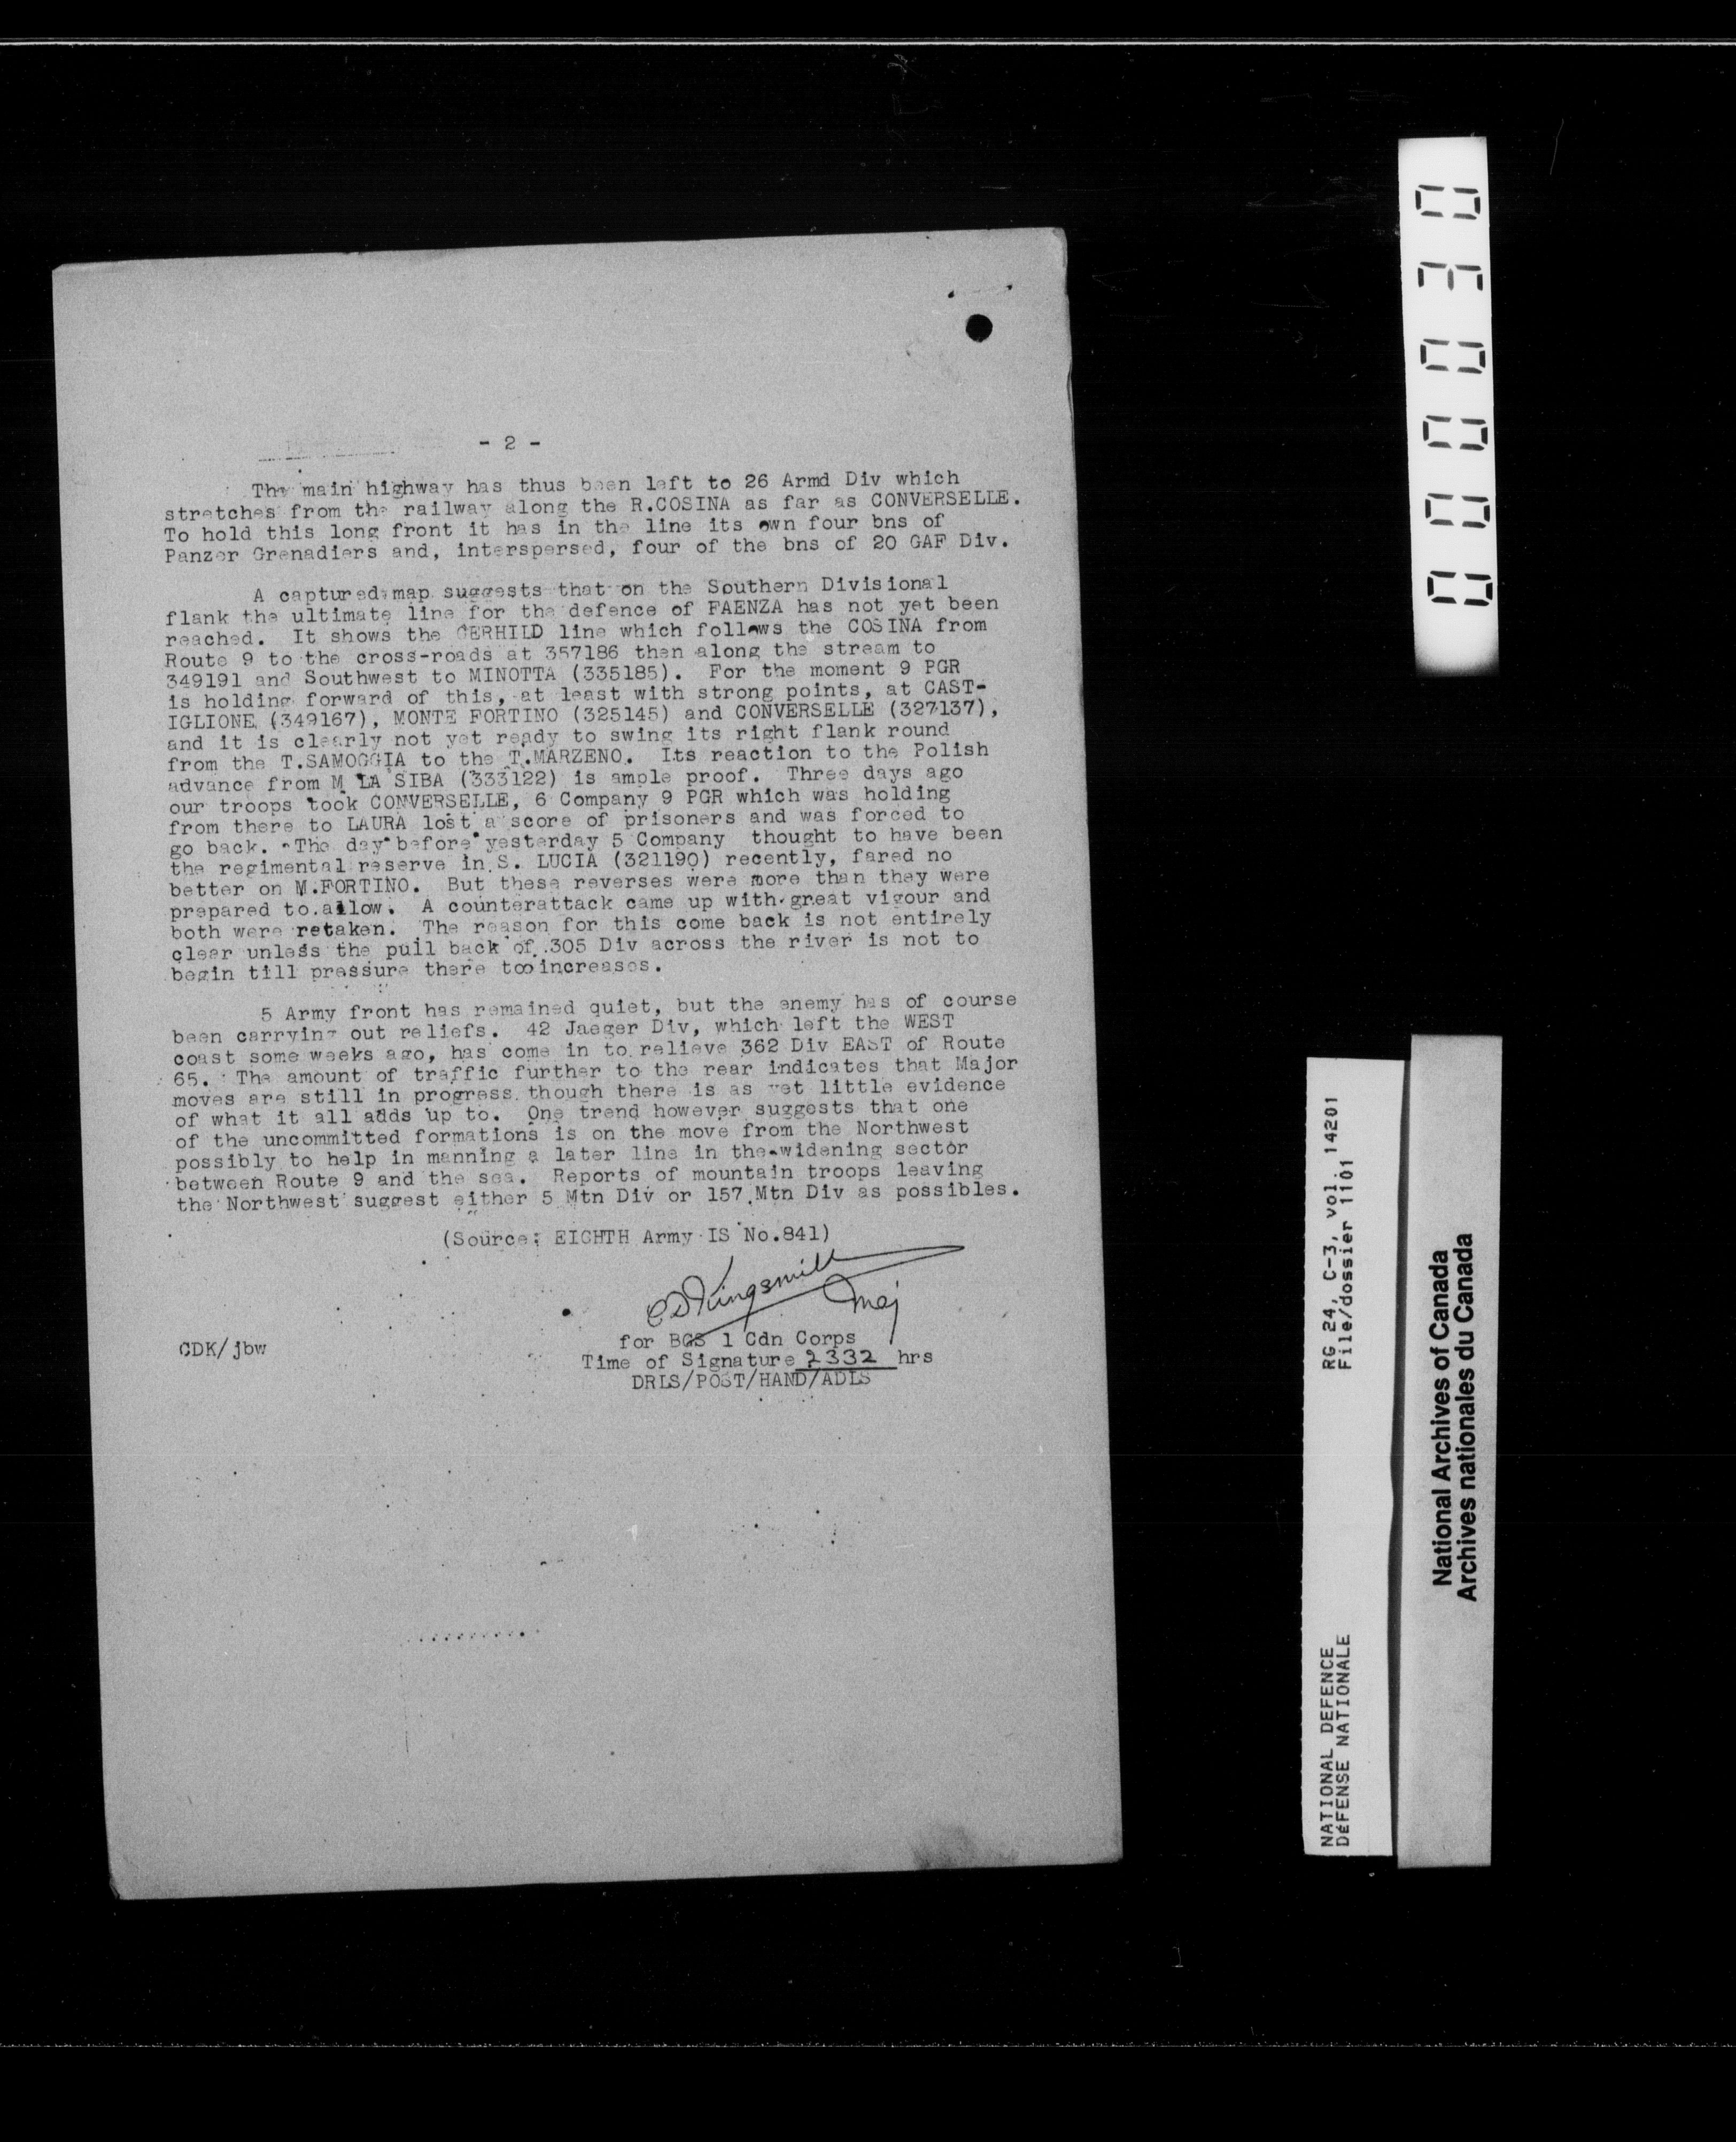 - 2 -
The main highway has thus been left to 26 Armd Div which
stretches from the railway along the R.COSINA as far as CONVERSELLE.
To hold this long front it has in the line its own four bns of
Panzer Grenadiers and, interspersed, four of the bns of 20 GAF Div.
A captured map suggests that on the Southern Divisional
flank the ultimate line for the defence of FAENZA has not yet been
reached. It shows the GERHILD line which follows the COSINA from
Route 9 to the cross-roads at 357186 then along the stream to
349191 and Southwest to MINOTTA (335185). For the moment 9 PGR
is holding forward of this, at least with strong points, at CAST-
IGLIONE (349167), MONTE FORTINO (325145) and CONVERSELLE (327137),
and it is clearly not yet ready to swing its right flank round
from the T.SAMOGGIA to the T.MARZENO. Its reaction to the Polish
advance from M LA SIBA (333122) is ample proof. Three days ago
our troops took CONVERSELLE, 6 Company 9 PGR which was holding
from there to LAURA lost a score of prisoners and was forced to
go back. The day before yesterday 5 Company thought to have been
the regimental reserve in S. LUCIA (321190) recently, fared no
better on M.FORTINO. But these reverses were more than they were
prepared to allow. A counterattack came up with great vigour and
both were retaken. The reason for this come back is not entirely
clear unless the pull back of 305 Div across the river is not to
begin till pressure there too increases.
5 Army front has remained quiet, but the enemy has of course
been carrying out reliefs. 42 Jaeger Div, which left the WEST
coast some weeks ago, has come in to relieve 362 Div EAST of Route
65. The amount of traffic further to the rear indicates that Major
moves are still in progress though there is as yet little evidence
of what it all adds up to. One trend however suggests that one
of the uncommitted formations is on the move from the Northwest
possibly to help in manning a later line in the widening sector
between Route 9 and the sea. Reports of mountain troops leaving
the Northwest suggest either 5 Mtn Div or 157 Mtn Div as possibles.
(Source: EIGHTH Army IS No.841)
CDKingsmill Maj
for BGS 1 Cdn Corps
CDK/jbw
Time of Signature 2332 hrs
DRLS/POST/HAND/ADLS
000030
RG 24, C-3, vol. 14201
File/dossier 1101
NATIONAL DEFENCE
DÉFENSE NATIONALE
National Archives of Canada
Archives nationales du Canada